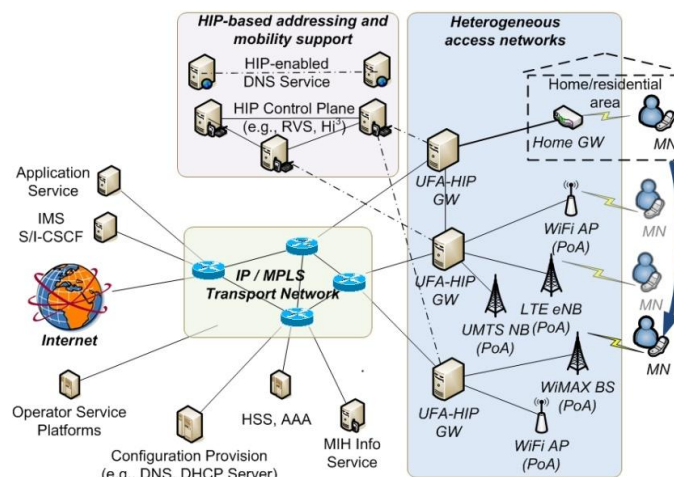 HIP-based addressing and
mobility support
HIP-enabled
DNS Service
HIP Control Plane
(e.g., RVS, Hi³)
Heterogeneous
access networks
Home/residential
area
Home GW
MN
UFA-HIP
GW
Application
Service
IMS
S/I-CSCF
Internet
IP / MPLS
Transport Network
WiFi AP
(PoA)
MN
UFA-HIP
GW
UMTS NB
(PoA)
LTE eNB
(PoA)
MN
WiMAX BS
(PoA)
MN
UFA-HIP
GW
WiFi AP
(PoA)
Operator Service
Platforms
Configuration Provision
(e.g., DNS, DHCP Server)
HSS, AAA
MIH Info
Service